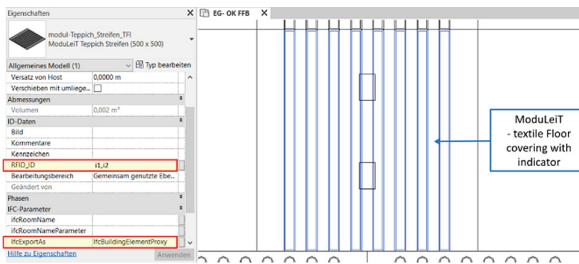 Eigenschaften
modul-Teppich_Streifen_TFI
ModuLeiT Teppich Streifen (500 x 500)
Allgemeines Modell (1)
Typ bearbeiten
Versatz von Host 0,0000 m
Verschieben mit umliege...
Abmessungen
Volumen 0,002 m³
ID-Daten
Bild
Kommentare
Kennzeichen
RFID_ID i1,i2
Bearbeitungsbereich Gemeinsam genutzte Ebe...
Geändert von
Phasen
IFC-Parameter
ifcRoomName
ifcRoomNameParameter
IfcExportAs IfcBuildingElementProxy
Hilfe zu Eigenschaften
Anwenden
EG- OK FFB
ModuLeiT
- textile Floor
covering with
indicator